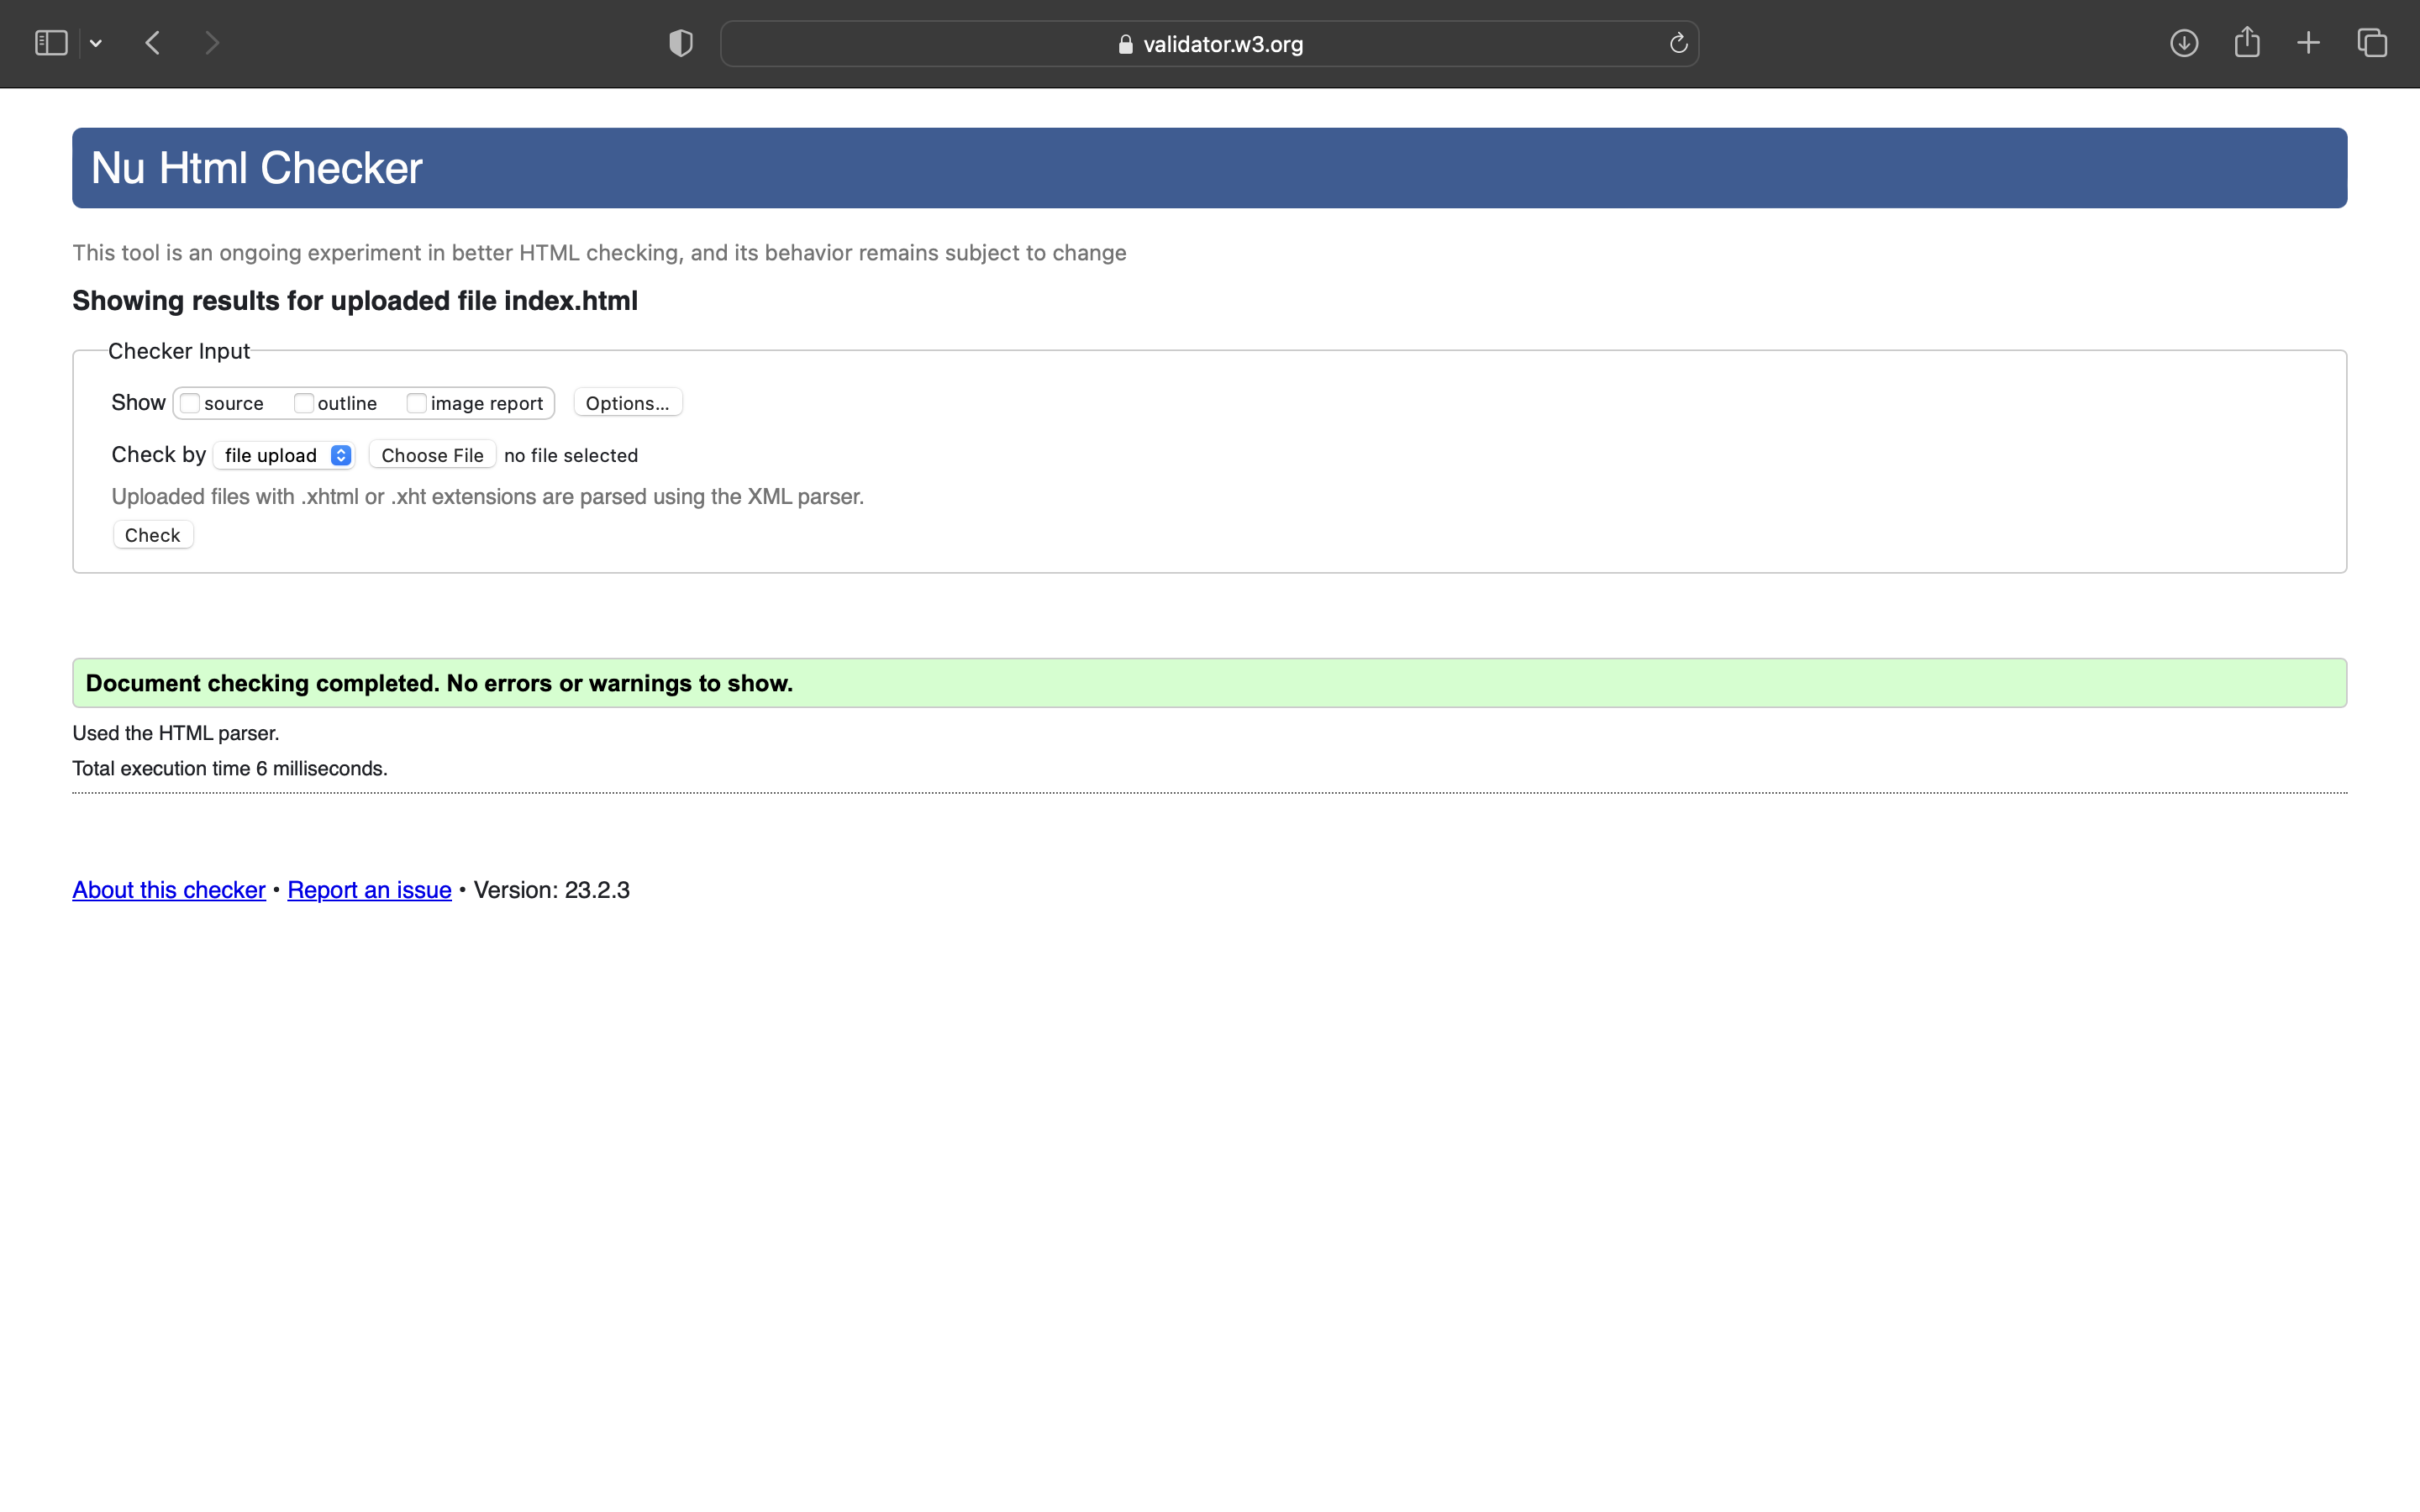 validator.w3.org
Nu Html Checker
This tool is an ongoing experiment in better HTML checking, and its behavior remains subject to change
Showing results for uploaded file index.html
Checker Input
Show source outline image report Options...
Check by file upload Choose File no file selected
Uploaded files with .xhtml or .xht extensions are parsed using the XML parser.
Check
Document checking completed. No errors or warnings to show.
Used the HTML parser.
Total execution time 6 milliseconds.
About this checker • Report an issue • Version: 23.2.3